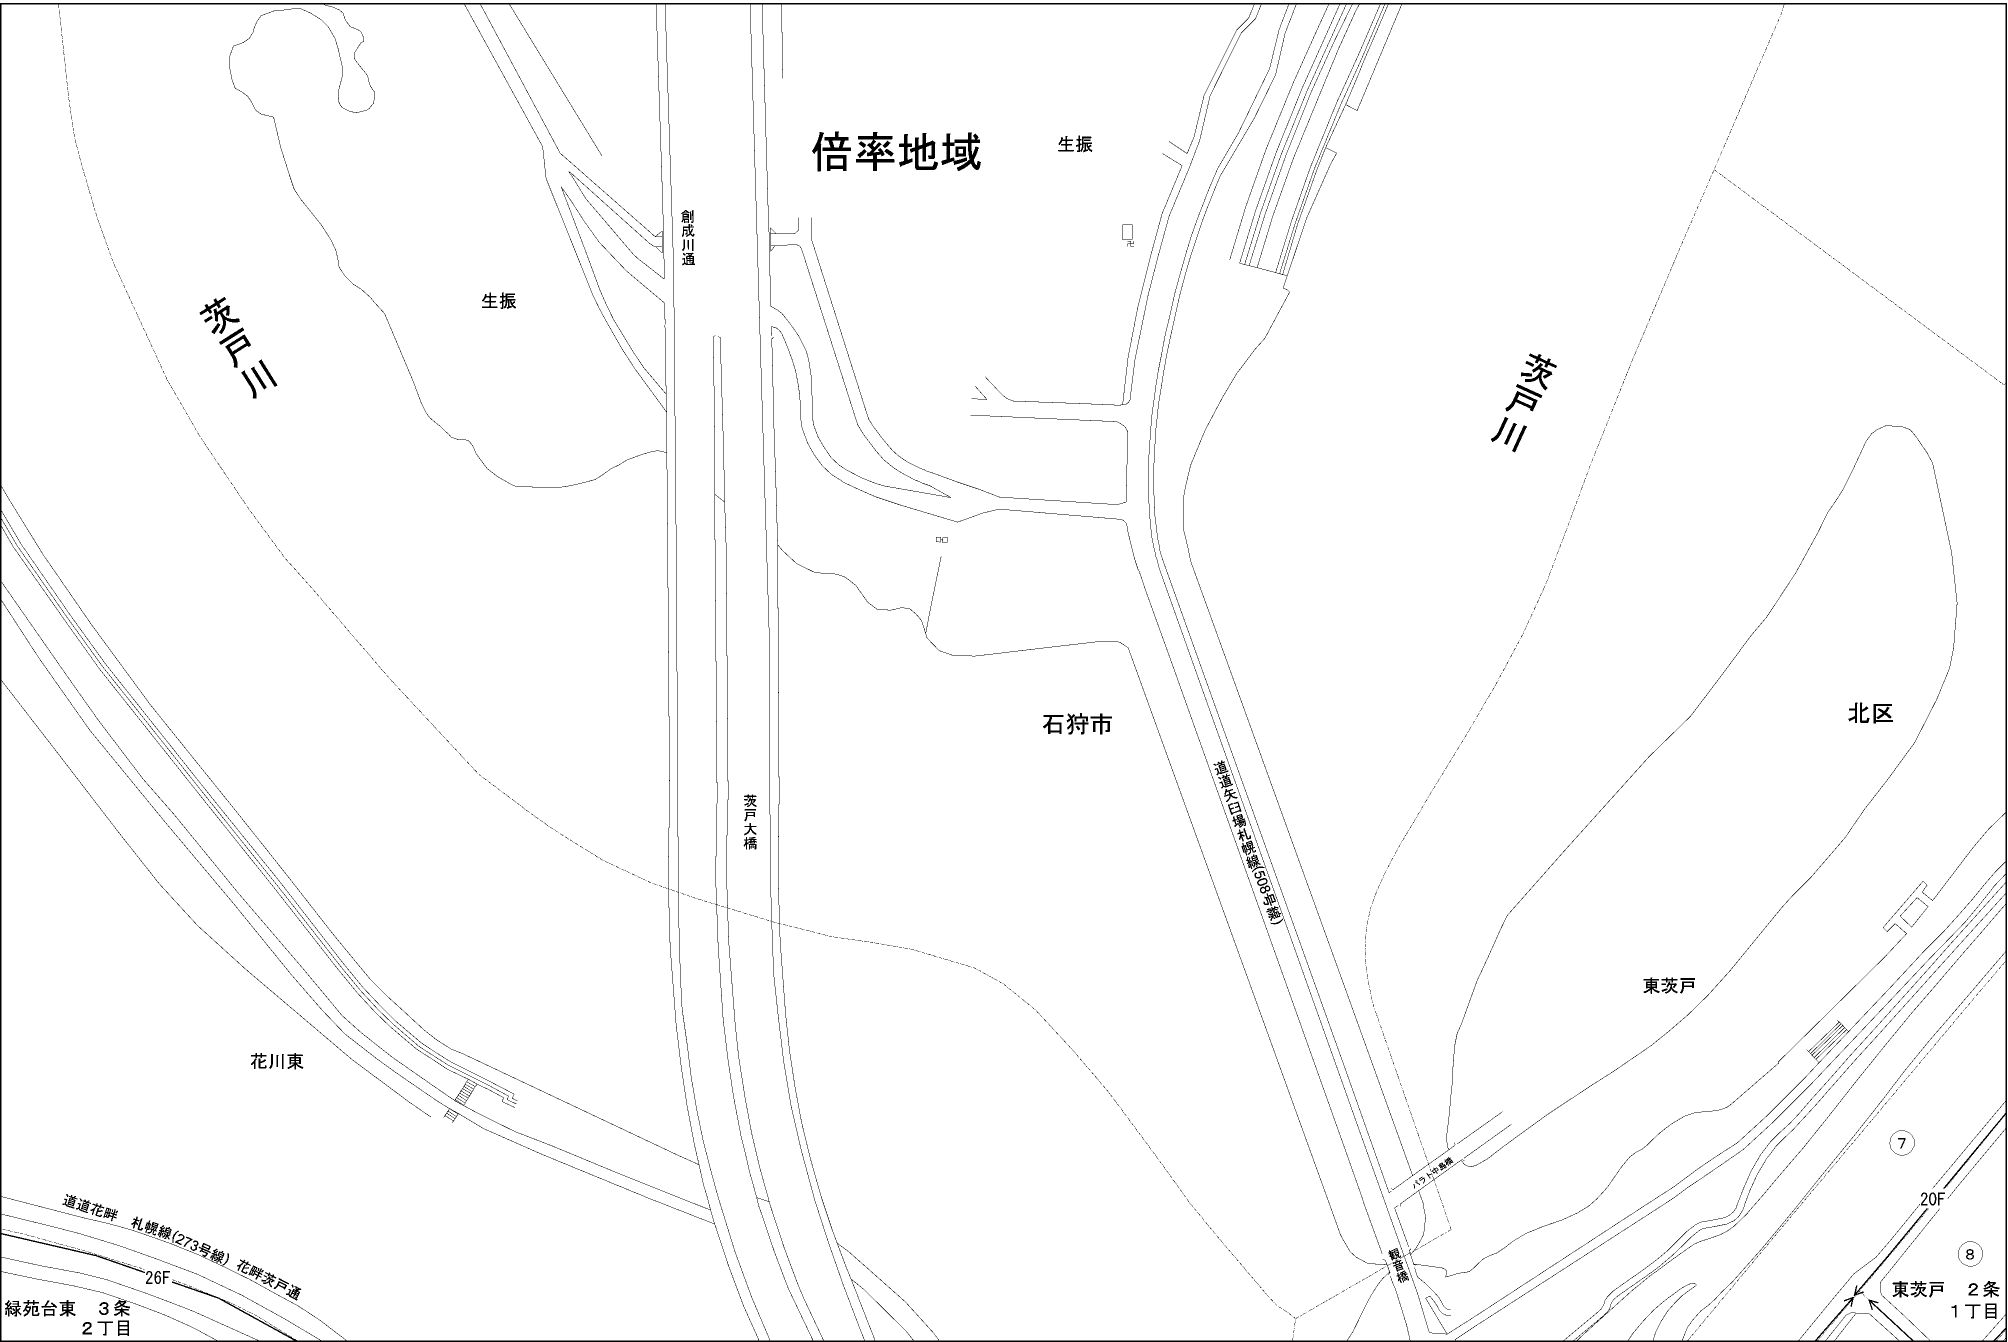 倍率地域
生振
創成川通
生振
茨戸川
茨戸川
石狩市
北区
道道矢臼場札幌線(508号線)
茨戸大橋
東茨戸
花川東
⑦
パラト中島橋
20F
道道花畔　札幌線(273号線) 花畔茨戸通
観音橋
⑧
26F
緑苑台東　3条
2丁目
東茨戸　2条
1丁目